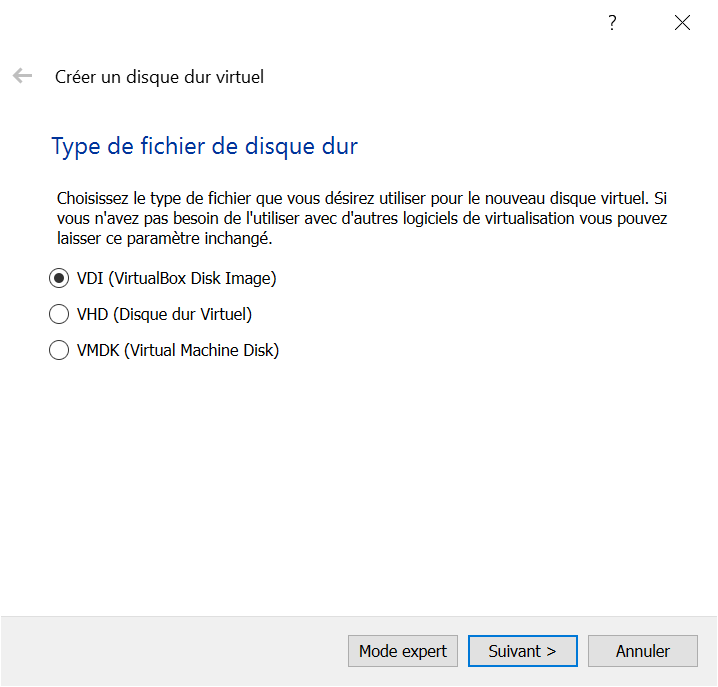 ?
Créer un disque dur virtuel
Type de fichier de disque dur
Choisissez le type de fichier que vous désirez utiliser pour le nouveau disque virtuel. Si
vous n'avez pas besoin de l'utiliser avec d'autres logiciels de virtualisation vous pouvez
laisser ce paramètre inchangé.
VDI (VirtualBox Disk Image)
VHD (Disque dur Virtuel)
VMDK (Virtual Machine Disk)
Mode expert Suivant > Annuler